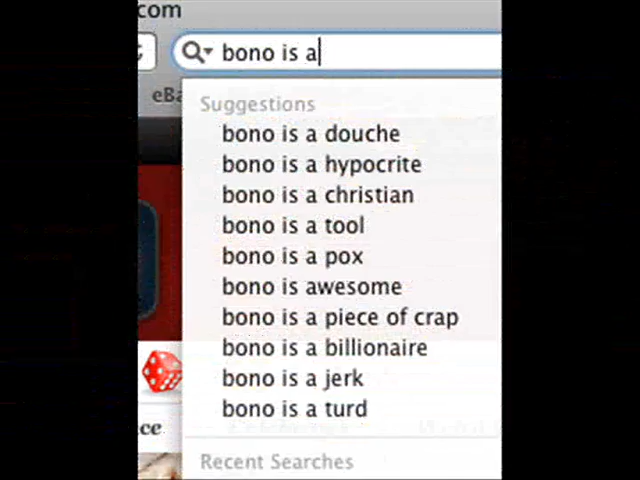 .com
bono is a
eBa
Suggestions
bono is a douche
bono is a hypocrite
bono is a christian
bono is a tool
bono is a pox
bono is awesome
bono is a piece of crap
bono is a billionaire
bono is a jerk
bono is a turd
ce
Recent Searches